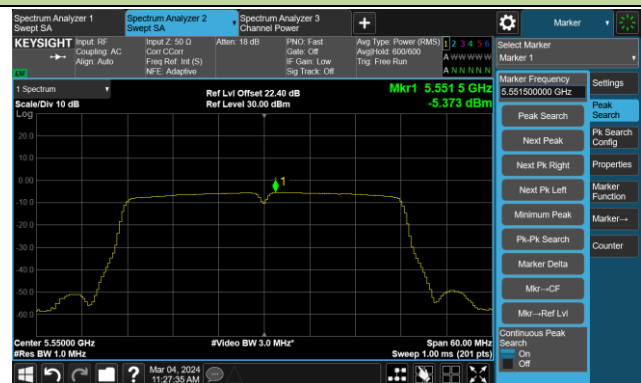 Spectrum Analyzer 1
Swept SA
Spectrum Analyzer 2
Swept SA
Spectrum Analyzer 3
Channel Power
+
Marker
KEYSIGHT
Input: RF
Coupling: AC
Align: Auto
Input Z: 50 Ω
Corr CCorr
Freq Ref: Int (S)
NFE: Adaptive
Atten: 18 dB
PNO: Fast
Gate: Off
IF Gain: Low
Sig Track: Off
Avg Type: Power (RMS)
Avg|Hold: 600/600
Trig: Free Run
1 2 3 4 5 6
A W W W W W
A N N N N N
Select Marker
Marker 1
1 Spectrum
Scale/Div 10 dB
Log
Ref Lvl Offset 22.40 dB
Ref Level 30.00 dBm
Mkr1 5.551 5 GHz
-5.373 dBm
20.0
10.0
0.00
-10.0
-20.0
-30.0
-40.0
-50.0
-60.0
1
Center 5.55000 GHz
#Res BW 1.0 MHz
#Video BW 3.0 MHz*
Span 60.00 MHz
Sweep 1.00 ms (201 pts)
Marker Frequency
5.551500000 GHz
Peak Search
Next Peak
Next Pk Right
Next Pk Left
Minimum Peak
Pk-Pk Search
Marker Delta
Mkr→CF
Mkr→Ref Lvl
Continuous Peak
Search
On
Off
Settings
Peak
Search
Pk Search
Config
Properties
Marker
Function
Marker→
Counter
?
Mar 04, 2024
11:27:35 AM